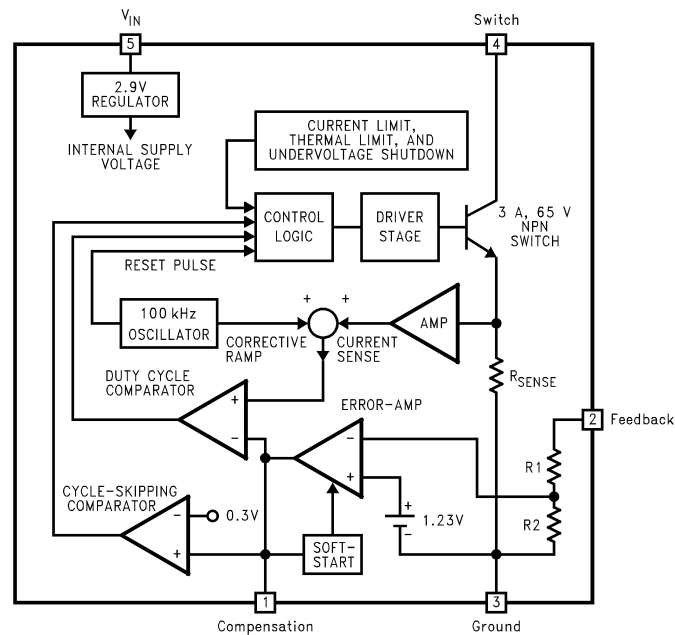 VIN
5
Switch
4
2.9V
REGULATOR
INTERNAL SUPPLY
VOLTAGE
CURRENT LIMIT,
THERMAL LIMIT, AND
UNDERVOLTAGE SHUTDOWN
CONTROL
LOGIC
DRIVER
STAGE
3 A, 65 V
NPN
SWITCH
RESET PULSE
100 kHz
OSCILLATOR
+
+
AMP
CORRECTIVE
RAMP
CURRENT
SENSE
RSENSE
DUTY CYCLE
COMPARATOR
+
−
ERROR-AMP
−
+
2
Feedback
R1
R2
CYCLE-SKIPPING
COMPARATOR
−
0.3V
+
SOFT-
START
+
1.23V
−
1
Compensation
3
Ground